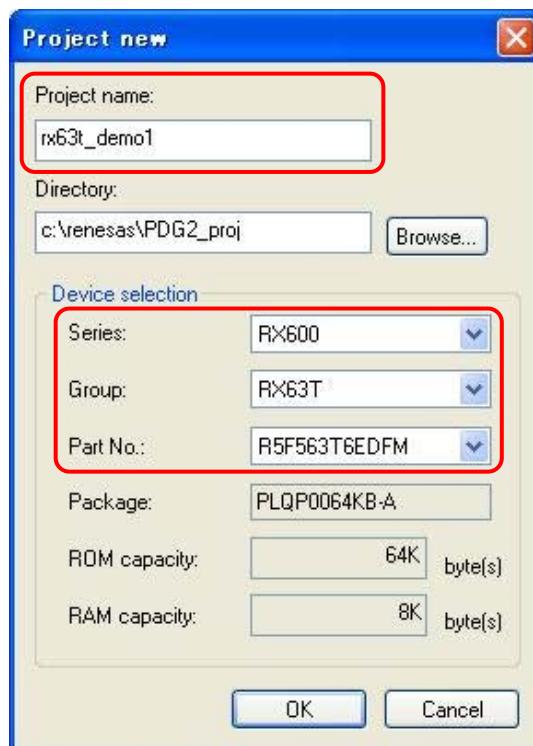 Project new
Project name:
rx63t_demo1
Directory:
c:\renesas\PDG2_proj
Browse...
Device selection
Series: RX600
Group: RX63T
Part No.: R5F563T6EDFM
Package: PLQP0064KB-A
ROM capacity: 64K byte(s)
RAM capacity: 8K byte(s)
OK Cancel